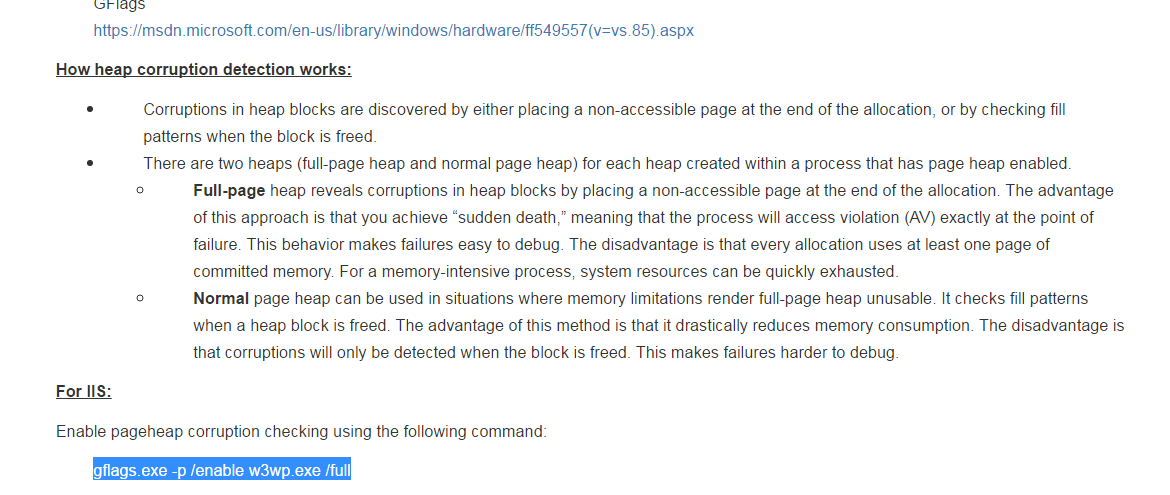 GFlags
https://msdn.microsoft.com/en-us/library/windows/hardware/ff549557(v=vs.85).aspx
How heap corruption detection works:
Corruptions in heap blocks are discovered by either placing a non-accessible page at the end of the allocation, or by checking fill
patterns when the block is freed.
There are two heaps (full-page heap and normal page heap) for each heap created within a process that has page heap enabled.
Full-page heap reveals corruptions in heap blocks by placing a non-accessible page at the end of the allocation. The advantage
of this approach is that you achieve “sudden death,” meaning that the process will access violation (AV) exactly at the point of
failure. This behavior makes failures easy to debug. The disadvantage is that every allocation uses at least one page of
committed memory. For a memory-intensive process, system resources can be quickly exhausted.
Normal page heap can be used in situations where memory limitations render full-page heap unusable. It checks fill patterns
when a heap block is freed. The advantage of this method is that it drastically reduces memory consumption. The disadvantage is
that corruptions will only be detected when the block is freed. This makes failures harder to debug.
For IIS:
Enable pageheap corruption checking using the following command:
gflags.exe -p /enable w3wp.exe /full